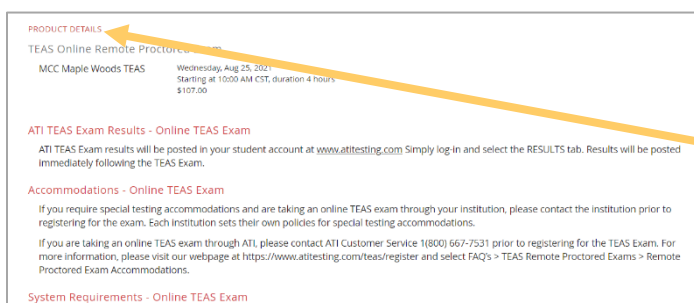 PRODUCT DETAILS
TEAS Online Remote Proctored Exam
MCC Maple Woods TEAS
Wednesday, Aug 25, 2021
Starting at 10:00 AM CST, duration 4 hours
$107.00
ATI TEAS Exam Results - Online TEAS Exam
ATI TEAS Exam results will be posted in your student account at www.atitesting.com Simply log-in and select the RESULTS tab. Results will be posted
immediately following the TEAS Exam.
Accommodations - Online TEAS Exam
If you require special testing accommodations and are taking an online TEAS exam through your institution, please contact the institution prior to
registering for the exam. Each institution sets their own policies for special testing accommodations.
If you are taking an online TEAS exam through ATI, please contact ATI Customer Service 1(800) 667-7531 prior to registering for the TEAS Exam. For
more information, please visit our webpage at https://www.atitesting.com/teas/register and select FAQ's > TEAS Remote Proctored Exams > Remote
Proctored Exam Accommodations.
System Requirements - Online TEAS Exam